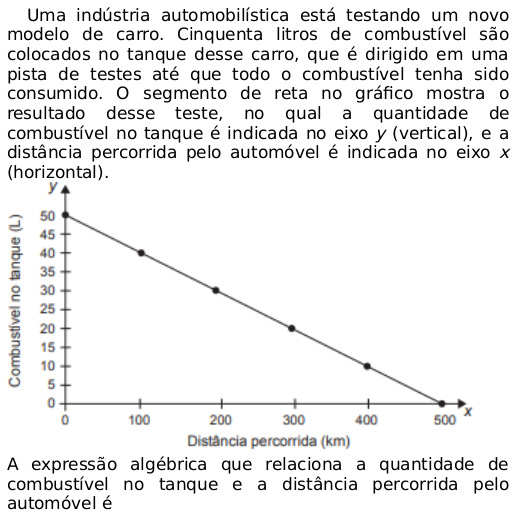 Uma indústria automobilística está testando um novo
modelo de carro. Cinquenta litros de combustível são
colocados no tanque desse carro, que é dirigido em uma
pista de testes até que todo o combustível tenha sido
consumido. O segmento de reta no gráfico mostra o
resultado desse teste, no qual a quantidade de
combustível no tanque é indicada no eixo y (vertical), e a
distância percorrida pelo automóvel é indicada no eixo x
(horizontal).
y
Combustível no tanque (L)
50
45
40
35
30
25
20
15
10
5
0
0 100 200 300 400 500 x
Distância percorrida (km)
A expressão algébrica que relaciona a quantidade de
combustível no tanque e a distância percorrida pelo
automóvel é